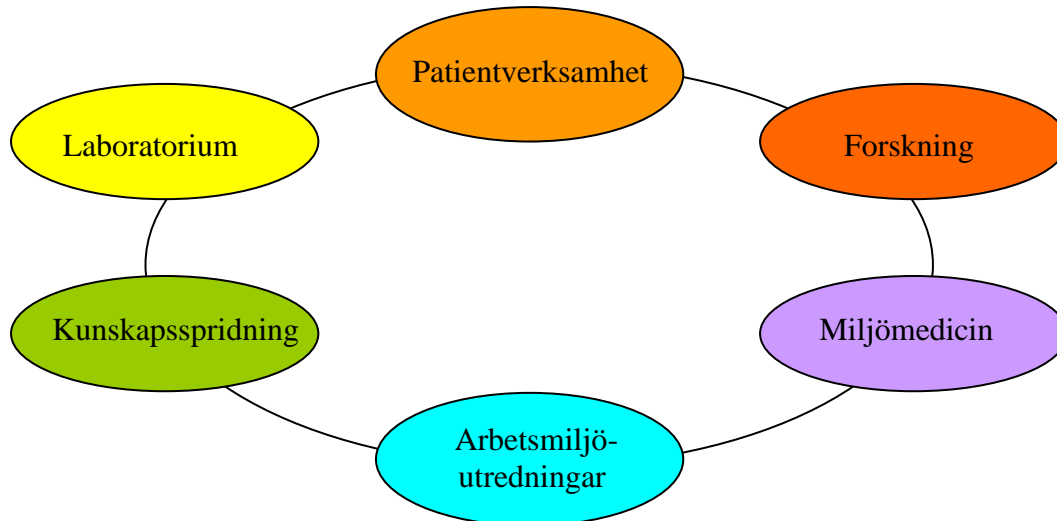 Patientverksamhet
Laboratorium
Forskning
Kunskapsspridning
Miljömedicin
Arbetsmiljö-
utredningar